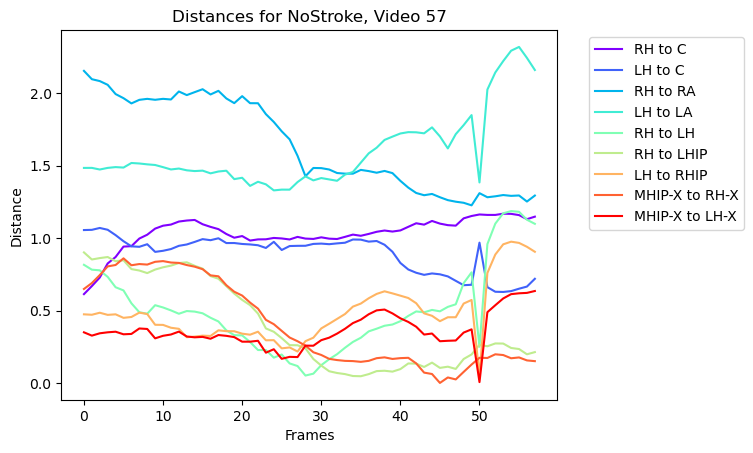 Distances for NoStroke, Video 57
Distance
2.0
1.5
1.0
0.5
0.0
0
10
20
30
40
50
Frames
RH to C
LH to C
RH to RA
LH to LA
RH to LH
RH to LHIP
LH to RHIP
MHIP-X to RH-X
MHIP-X to LH-X